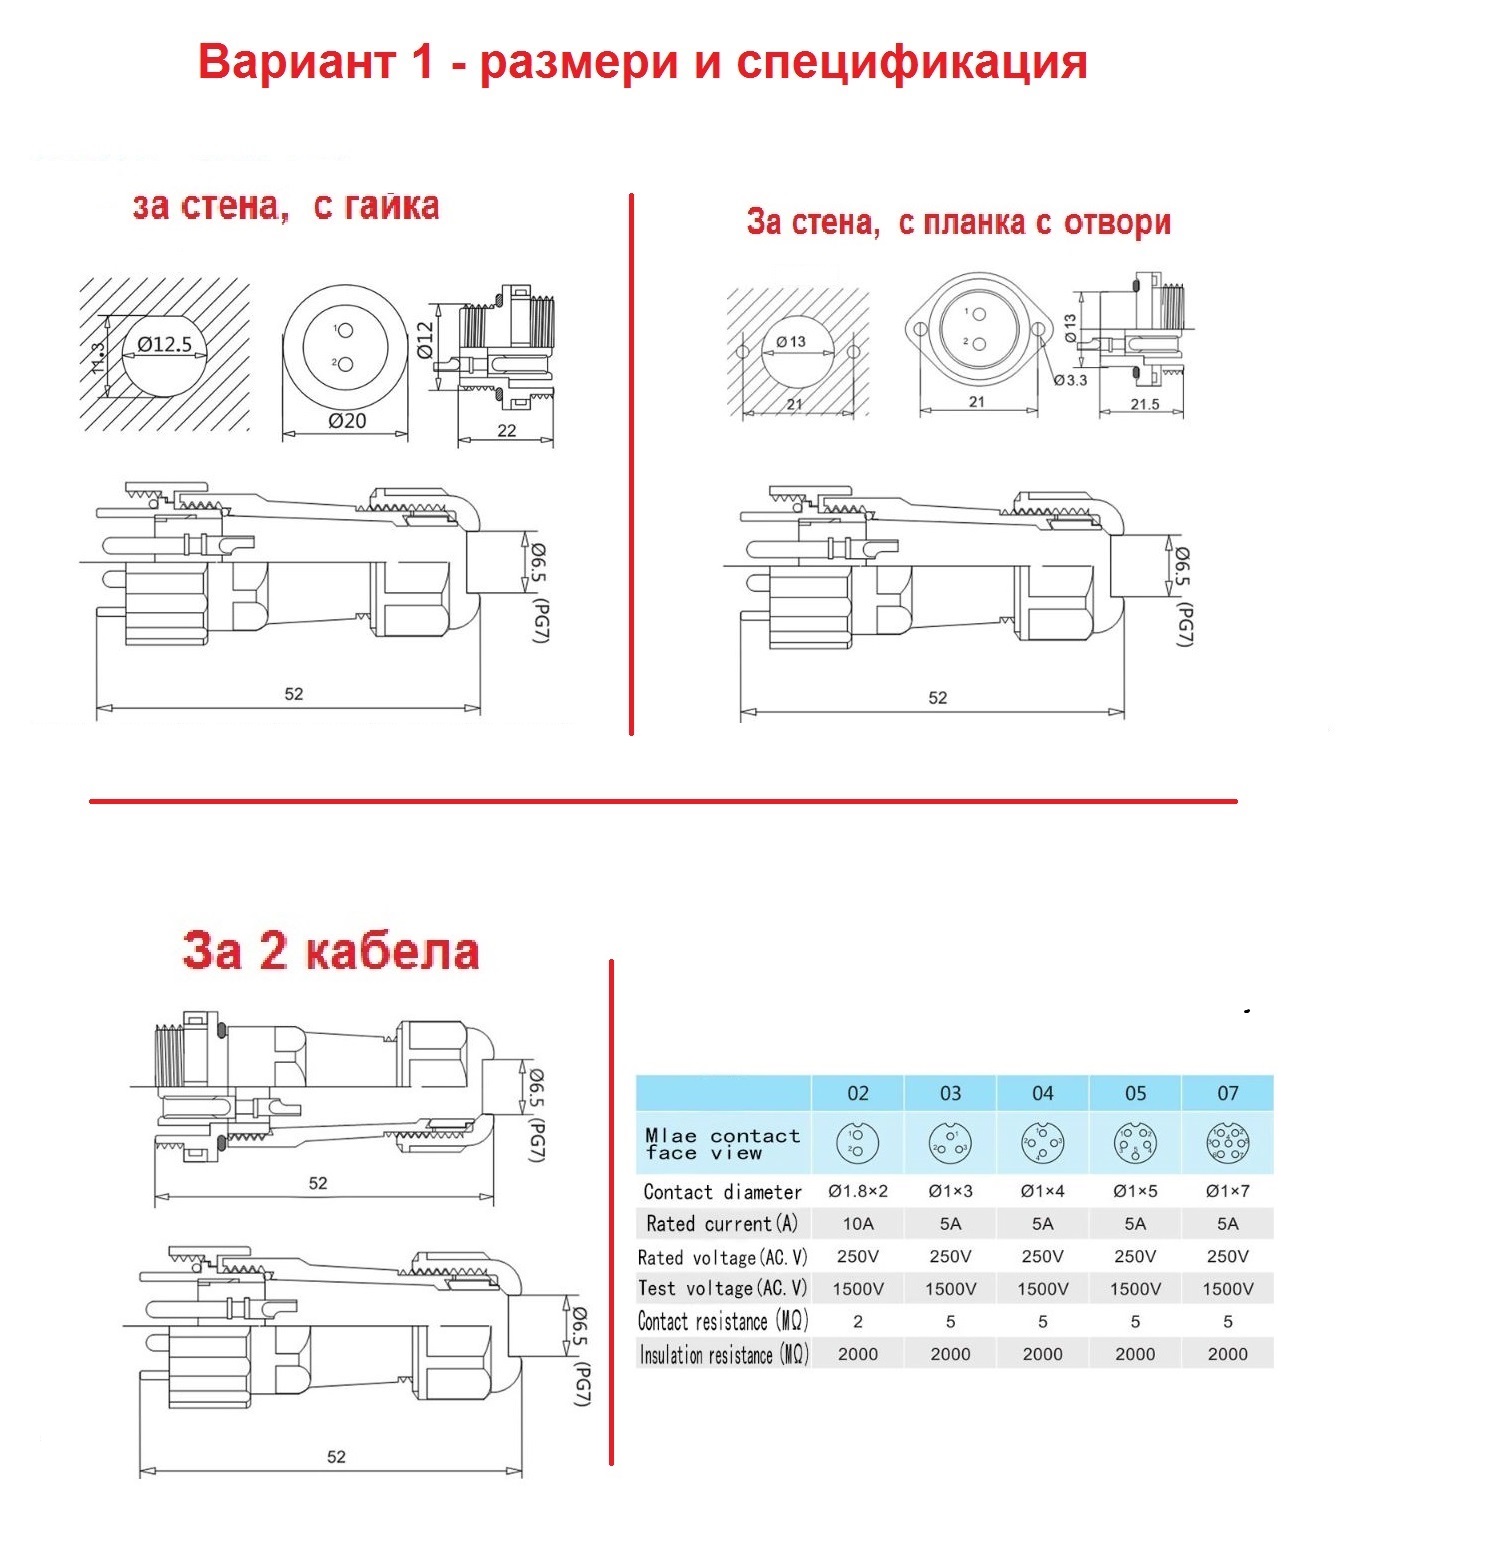 Вариант 1 - размери и спецификация
за стена, с гайка
За стена, с планка с отвори
11.3
Ø12.5
1
2
Ø20
Ø12
22
Ø13
21
1
2
21
Ø3.3
Ø13
21.5
Ø6.5 (PG7)
52
Ø6.5 (PG7)
52
За 2 кабела
Ø6.5 (PG7)
52
Ø6.5 (PG7)
52
02 03 04 05 07
Mlae contact
face view
Contact diameter Ø1.8×2 Ø1×3 Ø1×4 Ø1×5 Ø1×7
Rated current(A) 10A 5A 5A 5A 5A
Rated voltage(AC.V) 250V 250V 250V 250V 250V
Test voltage(AC.V) 1500V 1500V 1500V 1500V 1500V
Contact resistance (MΩ) 2 5 5 5 5
Insulation resistance (MΩ) 2000 2000 2000 2000 2000